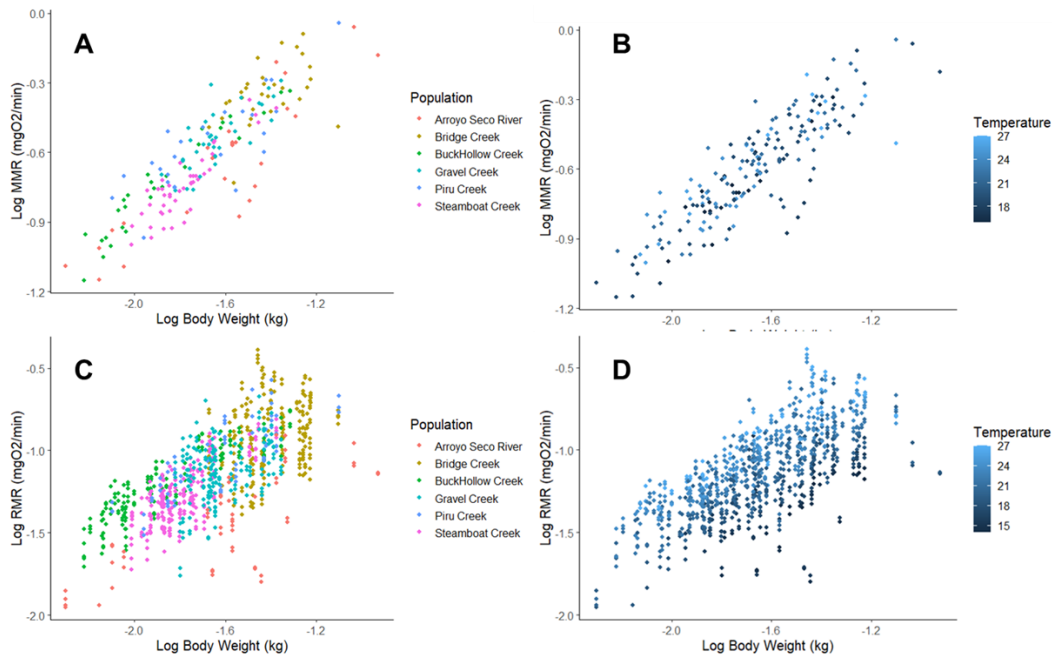 A
Log MMR (mgO2/min)
0.0
-0.3
-0.6
-0.9
-1.2
-2.0
-1.6
-1.2
Log Body Weight (kg)
Population
Arroyo Seco River
Bridge Creek
BuckHollow Creek
Gravel Creek
Piru Creek
Steamboat Creek
B
Log MMR (mgO2/min)
0.0
-0.3
-0.6
-0.9
-1.2
-2.0
-1.6
-1.2
Temperature
27
24
21
18
C
Log RMR (mgO2/min)
-0.5
-1.0
-1.5
-2.0
-2.0
-1.6
-1.2
Log Body Weight (kg)
Population
Arroyo Seco River
Bridge Creek
BuckHollow Creek
Gravel Creek
Piru Creek
Steamboat Creek
D
Log RMR (mgO2/min)
-0.5
-1.0
-1.5
-2.0
-2.0
-1.6
-1.2
Log Body Weight (kg)
Temperature
27
24
21
18
15